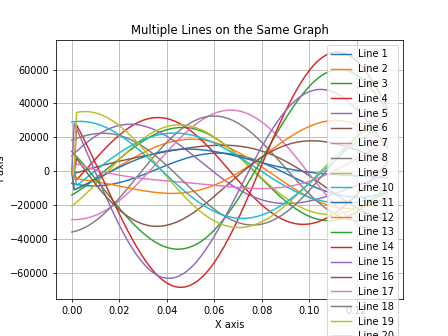 Multiple Lines on the Same Graph
60000
40000
20000
0
−20000
−40000
−60000
0.00
0.02
0.04
0.06
0.08
0.10
X axis
Line 1
Line 2
Line 3
Line 4
Line 5
Line 6
Line 7
Line 8
Line 9
Line 10
Line 11
Line 12
Line 13
Line 14
Line 15
Line 16
Line 17
Line 18
Line 19
Line 20